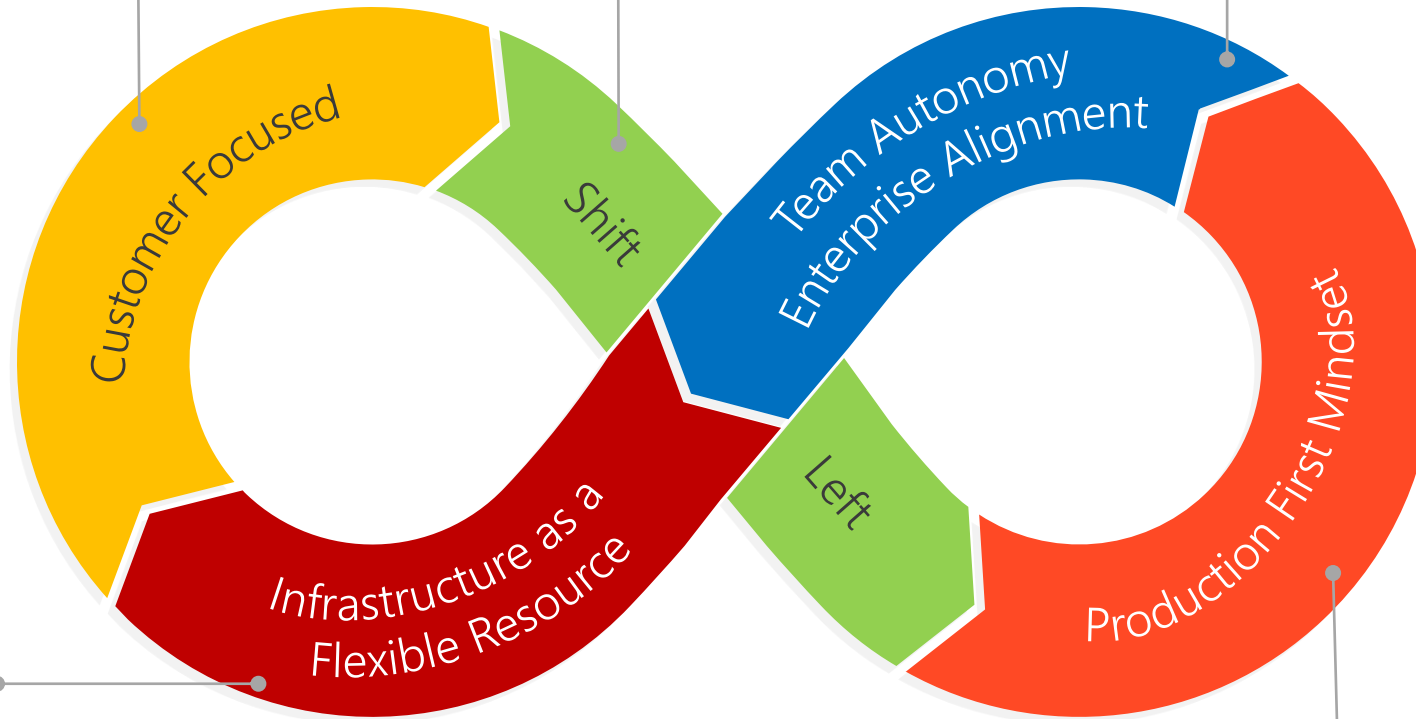 Customer Focused
Shift
Left
Team Autonomy
Enterprise Alignment
Production First Mindset
Infrastructure as a
Flexible Resource